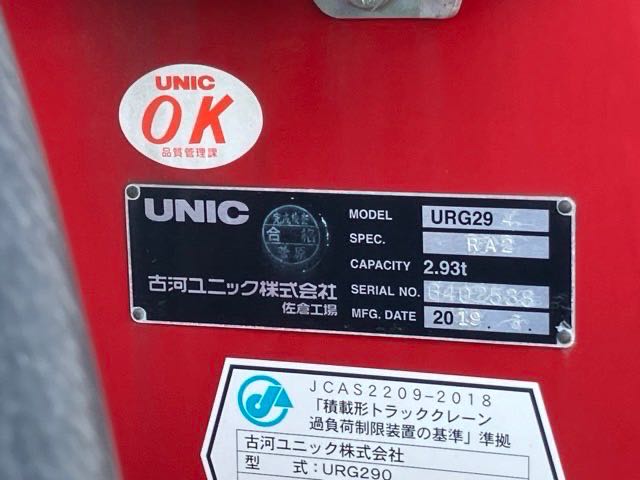 UNIC
OK
品質管理課
UNIC
合格
MODEL URG29
SPEC. RA2
CAPACITY 2.93t
古河ユニック株式会社
佐倉工場
SERIAL NO.
MFG. DATE 2019.
JCAS2209-2018
「積載形トラッククレーン
過負荷制限装置の基準」準拠
古河ユニック株式会社
型 式:URG290